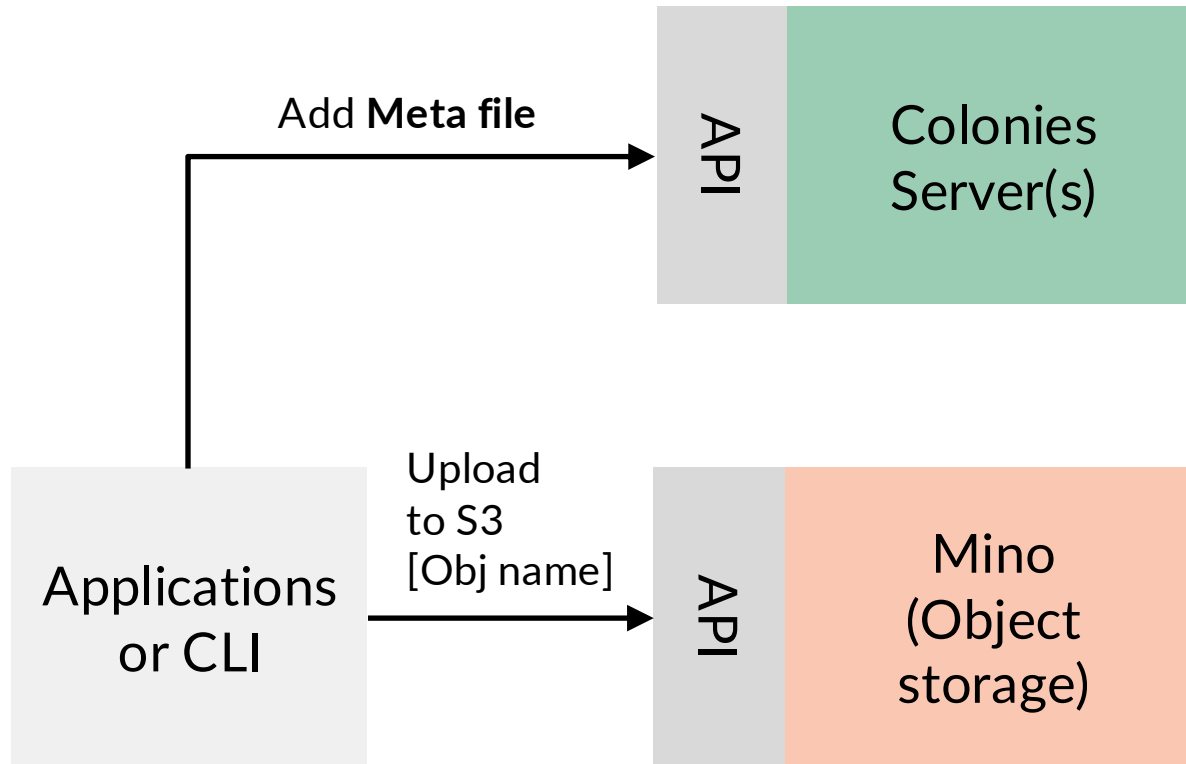 Add Meta file
API
Colonies
Server(s)
Upload
to S3
[Obj name]
Applications
or CLI
API
Mino
(Object
storage)